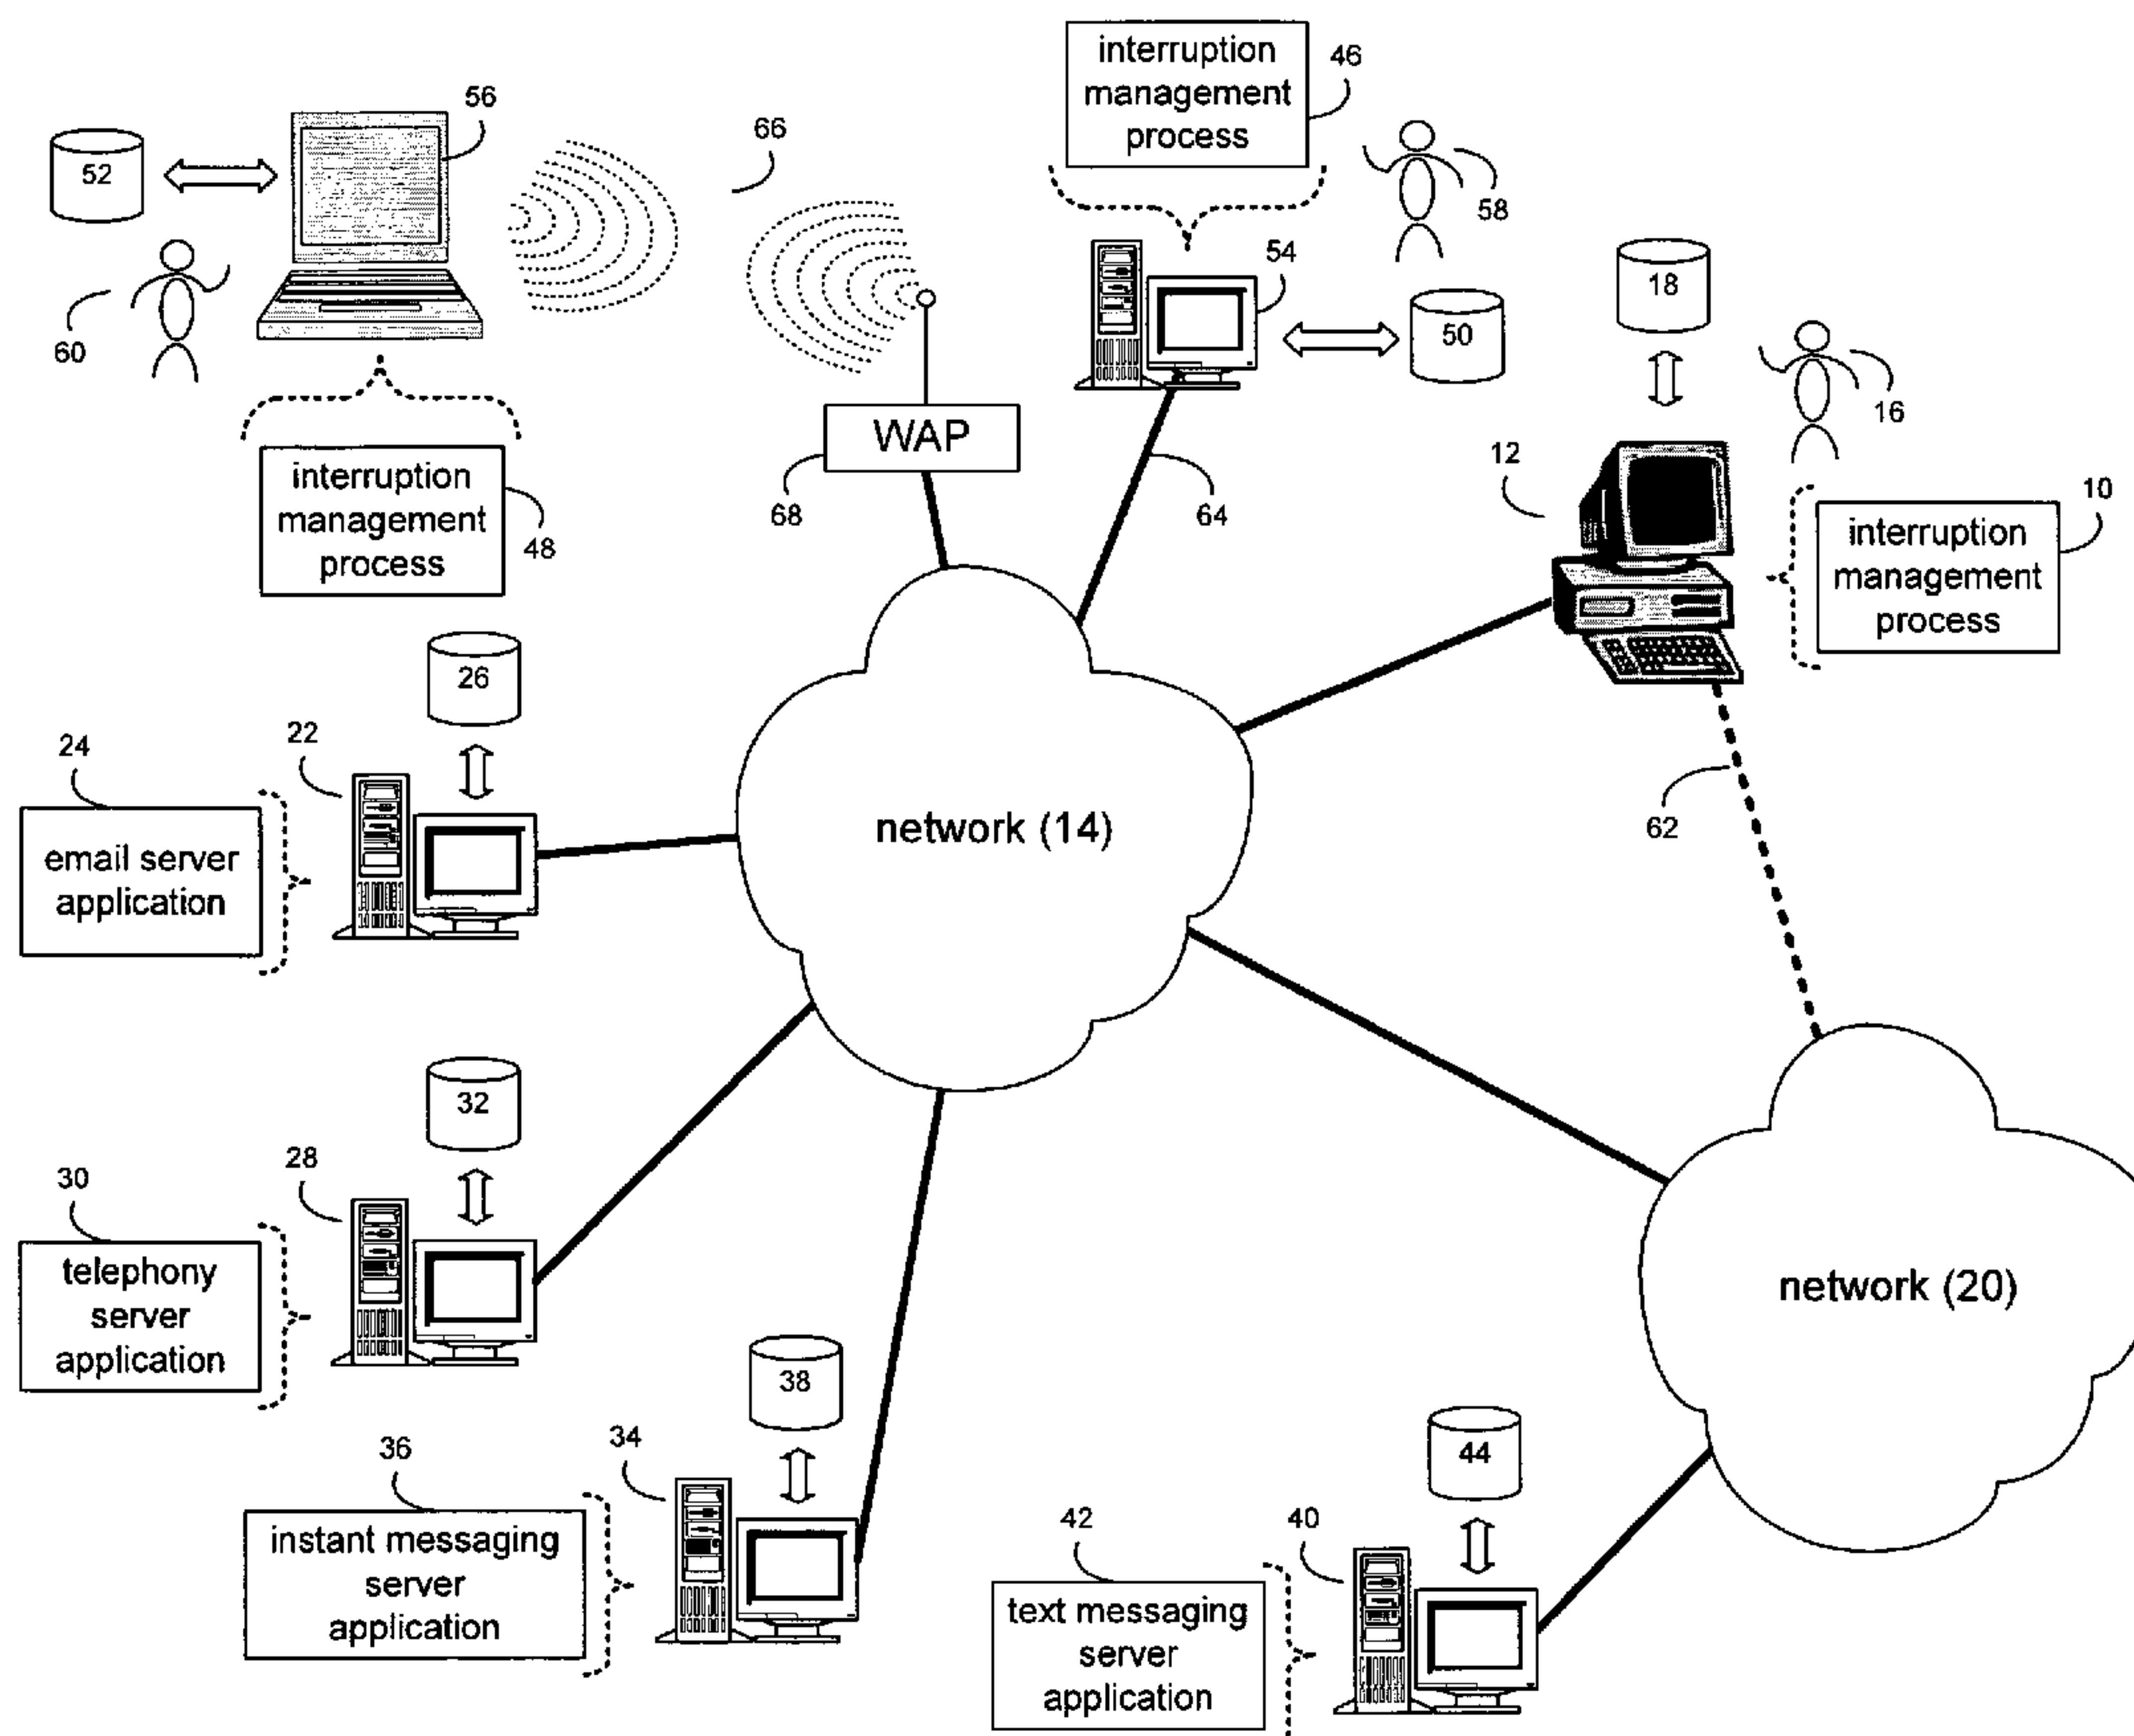 interruption
management
process
46
56
66
52
58
54
18
50
60
16
WAP
12
10
interruption
management
process
48
68
64
interruption
management
process
26
24
22
62
network (14)
email server
application
32
30
28
telephony
server
application
network (20)
38
36
34
44
instant messaging
server
application
42
40
text messaging
server
application